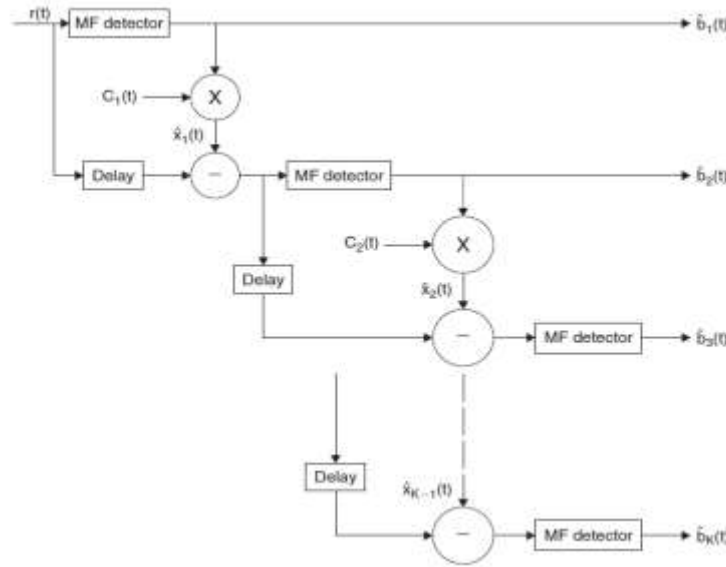 r(t) MF detector b̂₁(t)
C₁(t) X
x̂₁(t)
Delay − MF detector b̂₂(t)
C₂(t) X
Delay x̂₂(t)
− MF detector b̂₃(t)
Delay x̂K−1(t)
− MF detector b̂K(t)